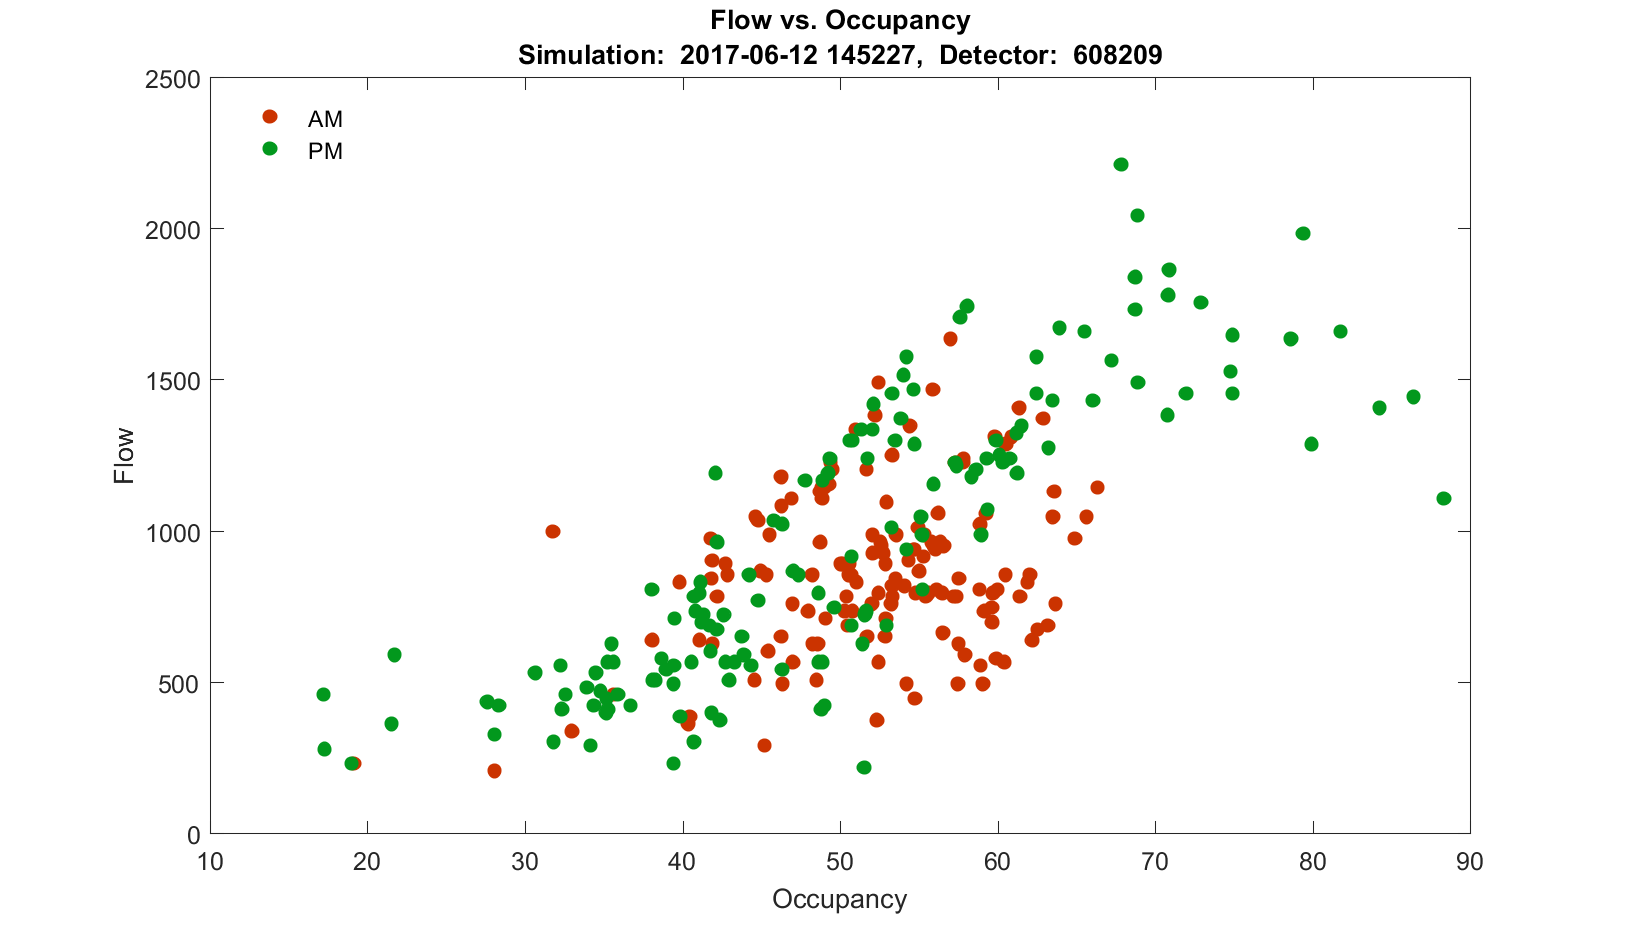 Flow vs. Occupancy
Simulation:  2017-06-12 145227,  Detector:  608209
2500
2000
1500
1000
500
0
Flow
AM
PM
10 20 30 40 50 60 70 80 90
Occupancy